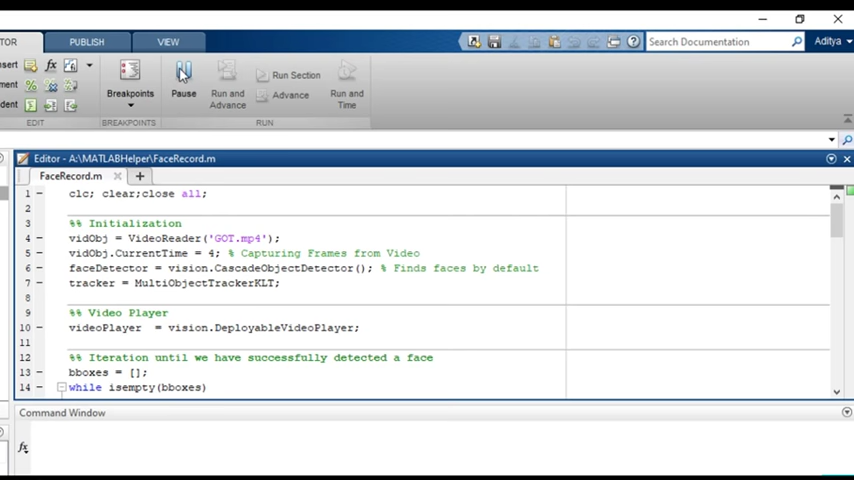 TOR PUBLISH VIEW
Search Documentation
Aditya
nsert fx
ment
dent
EDIT
Breakpoints
BREAKPOINTS
Pause
Run and Advance
Run Section
Advance
Run and Time
RUN
Editor - A:\MATLABHelper\FaceRecord.m
FaceRecord.m × +
1 – clc; clear;close all;
2
3 %% Initialization
4 – vidObj = VideoReader('GOT.mp4');
5 – vidObj.CurrentTime = 4; % Capturing Frames from Video
6 – faceDetector = vision.CascadeObjectDetector(); % Finds faces by default
7 – tracker = MultiObjectTrackerKLT;
8
9 %% Video Player
10 – videoPlayer  = vision.DeployableVideoPlayer;
11
12 %% Iteration until we have successfully detected a face
13 – bboxes = [];
14 – while isempty(bboxes)
Command Window
fx